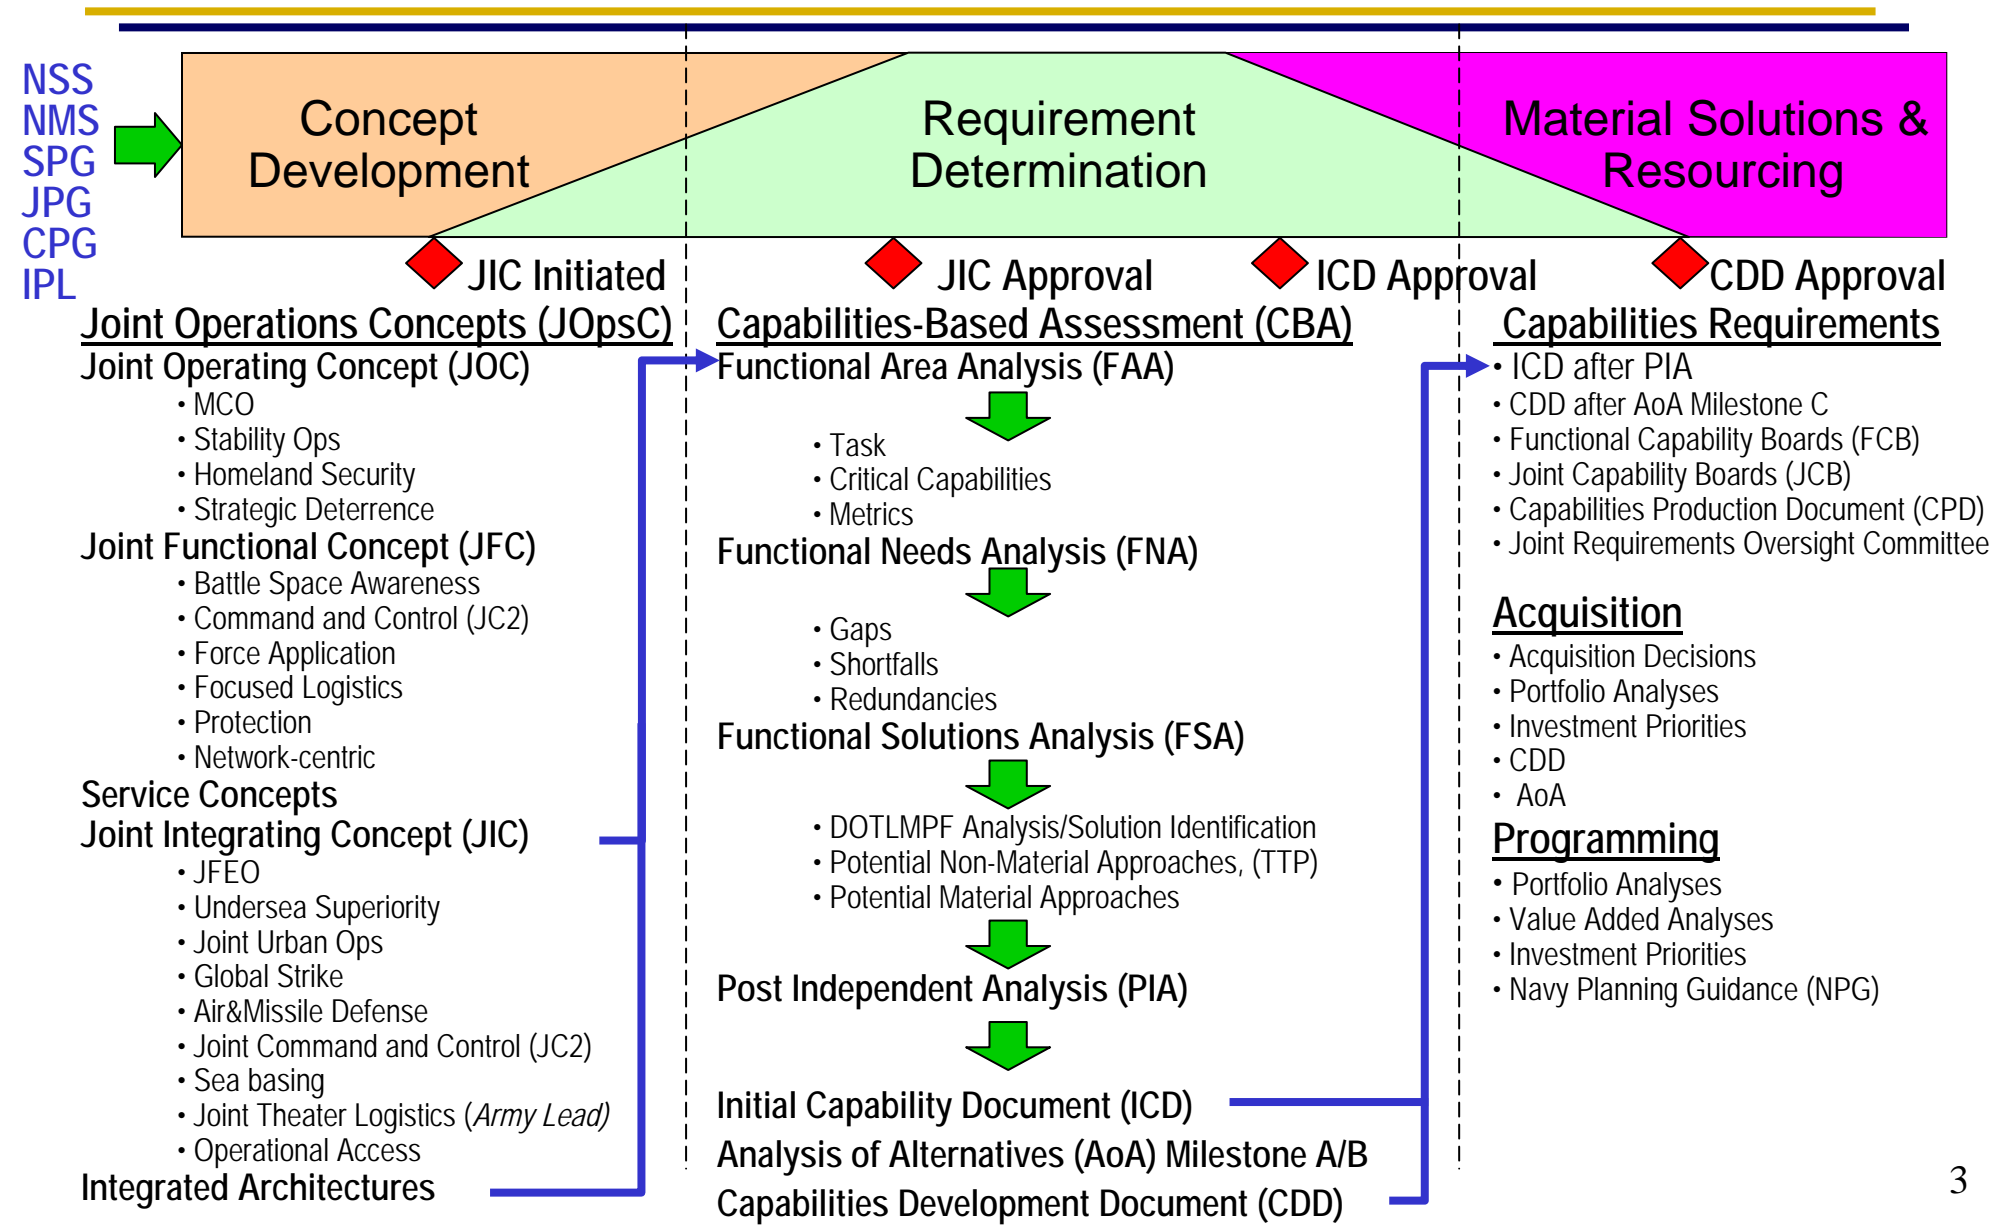 NSS
NMS
SPG
JPG
CPG
IPL
Concept
Development
Requirement
Determination
Material Solutions &
Resourcing
JIC Initiated
JIC Approval
ICD Approval
CDD Approval
Joint Operations Concepts (JOpsC)
Joint Operating Concept (JOC)
• MCO
• Stability Ops
• Homeland Security
• Strategic Deterrence
Joint Functional Concept (JFC)
• Battle Space Awareness
• Command and Control (JC2)
• Force Application
• Focused Logistics
• Protection
• Network-centric
Service Concepts
Joint Integrating Concept (JIC)
• JFEO
• Undersea Superiority
• Joint Urban Ops
• Global Strike
• Air&Missile Defense
• Joint Command and Control (JC2)
• Sea basing
• Joint Theater Logistics (Army Lead)
• Operational Access
Integrated Architectures
Capabilities-Based Assessment (CBA)
Functional Area Analysis (FAA)
• Task
• Critical Capabilities
• Metrics
Functional Needs Analysis (FNA)
• Gaps
• Shortfalls
• Redundancies
Functional Solutions Analysis (FSA)
• DOTLMPF Analysis/Solution Identification
• Potential Non-Material Approaches, (TTP)
• Potential Material Approaches
Post Independent Analysis (PIA)
Initial Capability Document (ICD)
Analysis of Alternatives (AoA) Milestone A/B
Capabilities Development Document (CDD)
Capabilities Requirements
• ICD after PIA
• CDD after AoA Milestone C
• Functional Capability Boards (FCB)
• Joint Capability Boards (JCB)
• Capabilities Production Document (CPD)
• Joint Requirements Oversight Committee
Acquisition
• Acquisition Decisions
• Portfolio Analyses
• Investment Priorities
• CDD
• AoA
Programming
• Portfolio Analyses
• Value Added Analyses
• Investment Priorities
• Navy Planning Guidance (NPG)
3